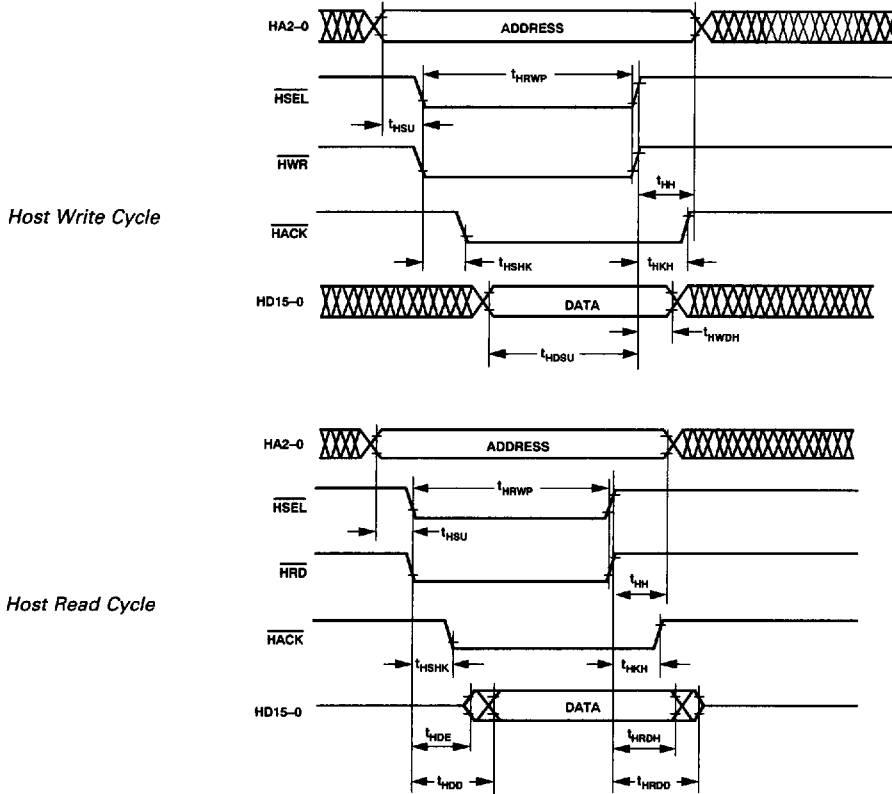 HA2–0
ADDRESS
tHRWP
HSEL
tHSU
HWR
tHH
Host Write Cycle
HACK
tHSHK
tHKH
HD15–0
DATA
tHWDH
tHDSU
HA2–0
ADDRESS
tHRWP
HSEL
tHSU
HRD
tHH
Host Read Cycle
HACK
tHSHK
tHKH
HD15–0
DATA
tHDE
tHRDH
tHDD
tHRDD